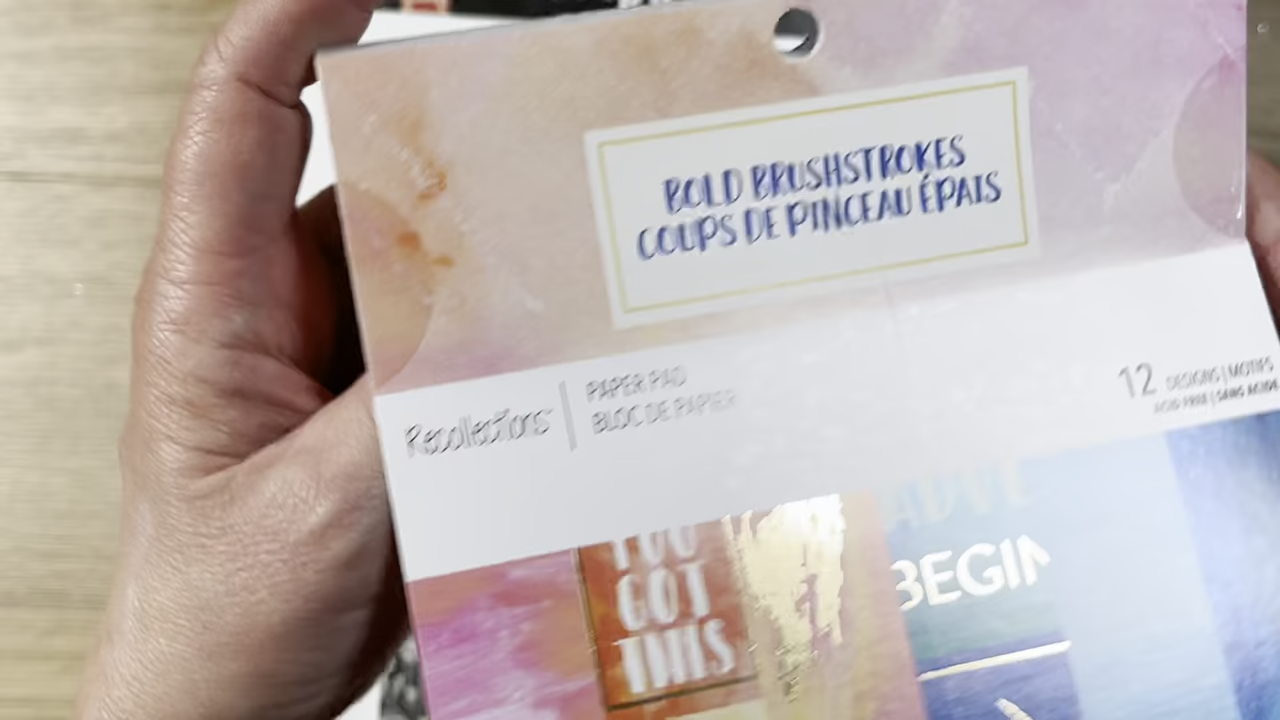 BOLD BRUSHSTROKES
COUPS DE PINCEAU ÉPAIS
Recollections™
PAPER PAD
BLOC DE PAPIER
12 DESIGNS | MOTIFS
ACID FREE | SANS ACIDE
YOU
GOT
THIS
BEGIN